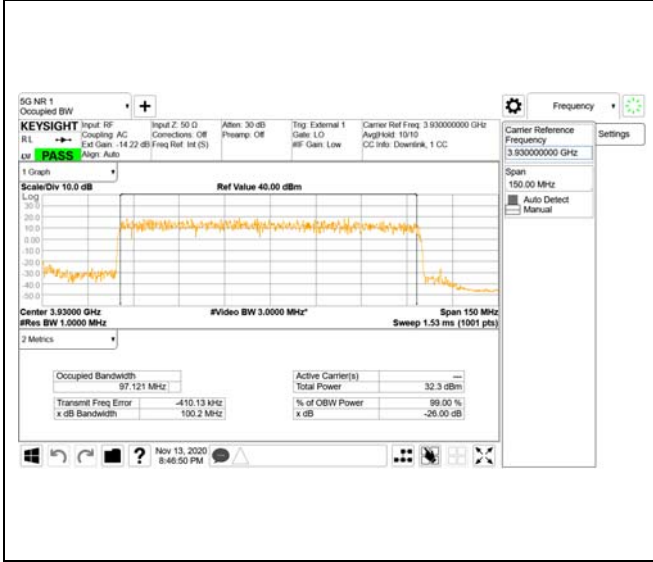 5G NR 1
Occupied BW
Frequency
KEYSIGHT
R L
PASS
Input: RF
Coupling: AC
Ext Gain: -14.22 dB
Align: Auto
Input Z: 50 Ω
Corrections: Off
Freq Ref: Int (S)
Atten: 30 dB
Preamp: Off
Trig: External 1
Gate: LO
#IF Gain: Low
Carrier Ref Freq: 3.930000000 GHz
Avg|Hold: 10/10
CC Info: Downlink, 1 CC
Carrier Reference
Frequency
3.930000000 GHz
Settings
Span
150.00 MHz
Auto Detect
Manual
1 Graph
Scale/Div 10.0 dB
Ref Value 40.00 dBm
Log
30.0
20.0
10.0
0.00
-10.0
-20.0
-30.0
-40.0
-50.0
Center 3.93000 GHz
#Video BW 3.0000 MHz*
Span 150 MHz
#Res BW 1.0000 MHz
Sweep 1.53 ms (1001 pts)
2 Metrics
Occupied Bandwidth
97.121 MHz
Active Carrier(s) ---
Total Power 32.3 dBm
Transmit Freq Error -410.13 kHz
% of OBW Power 99.00 %
x dB Bandwidth 100.2 MHz
x dB -26.00 dB
?
Nov 13, 2020
8:46:50 PM